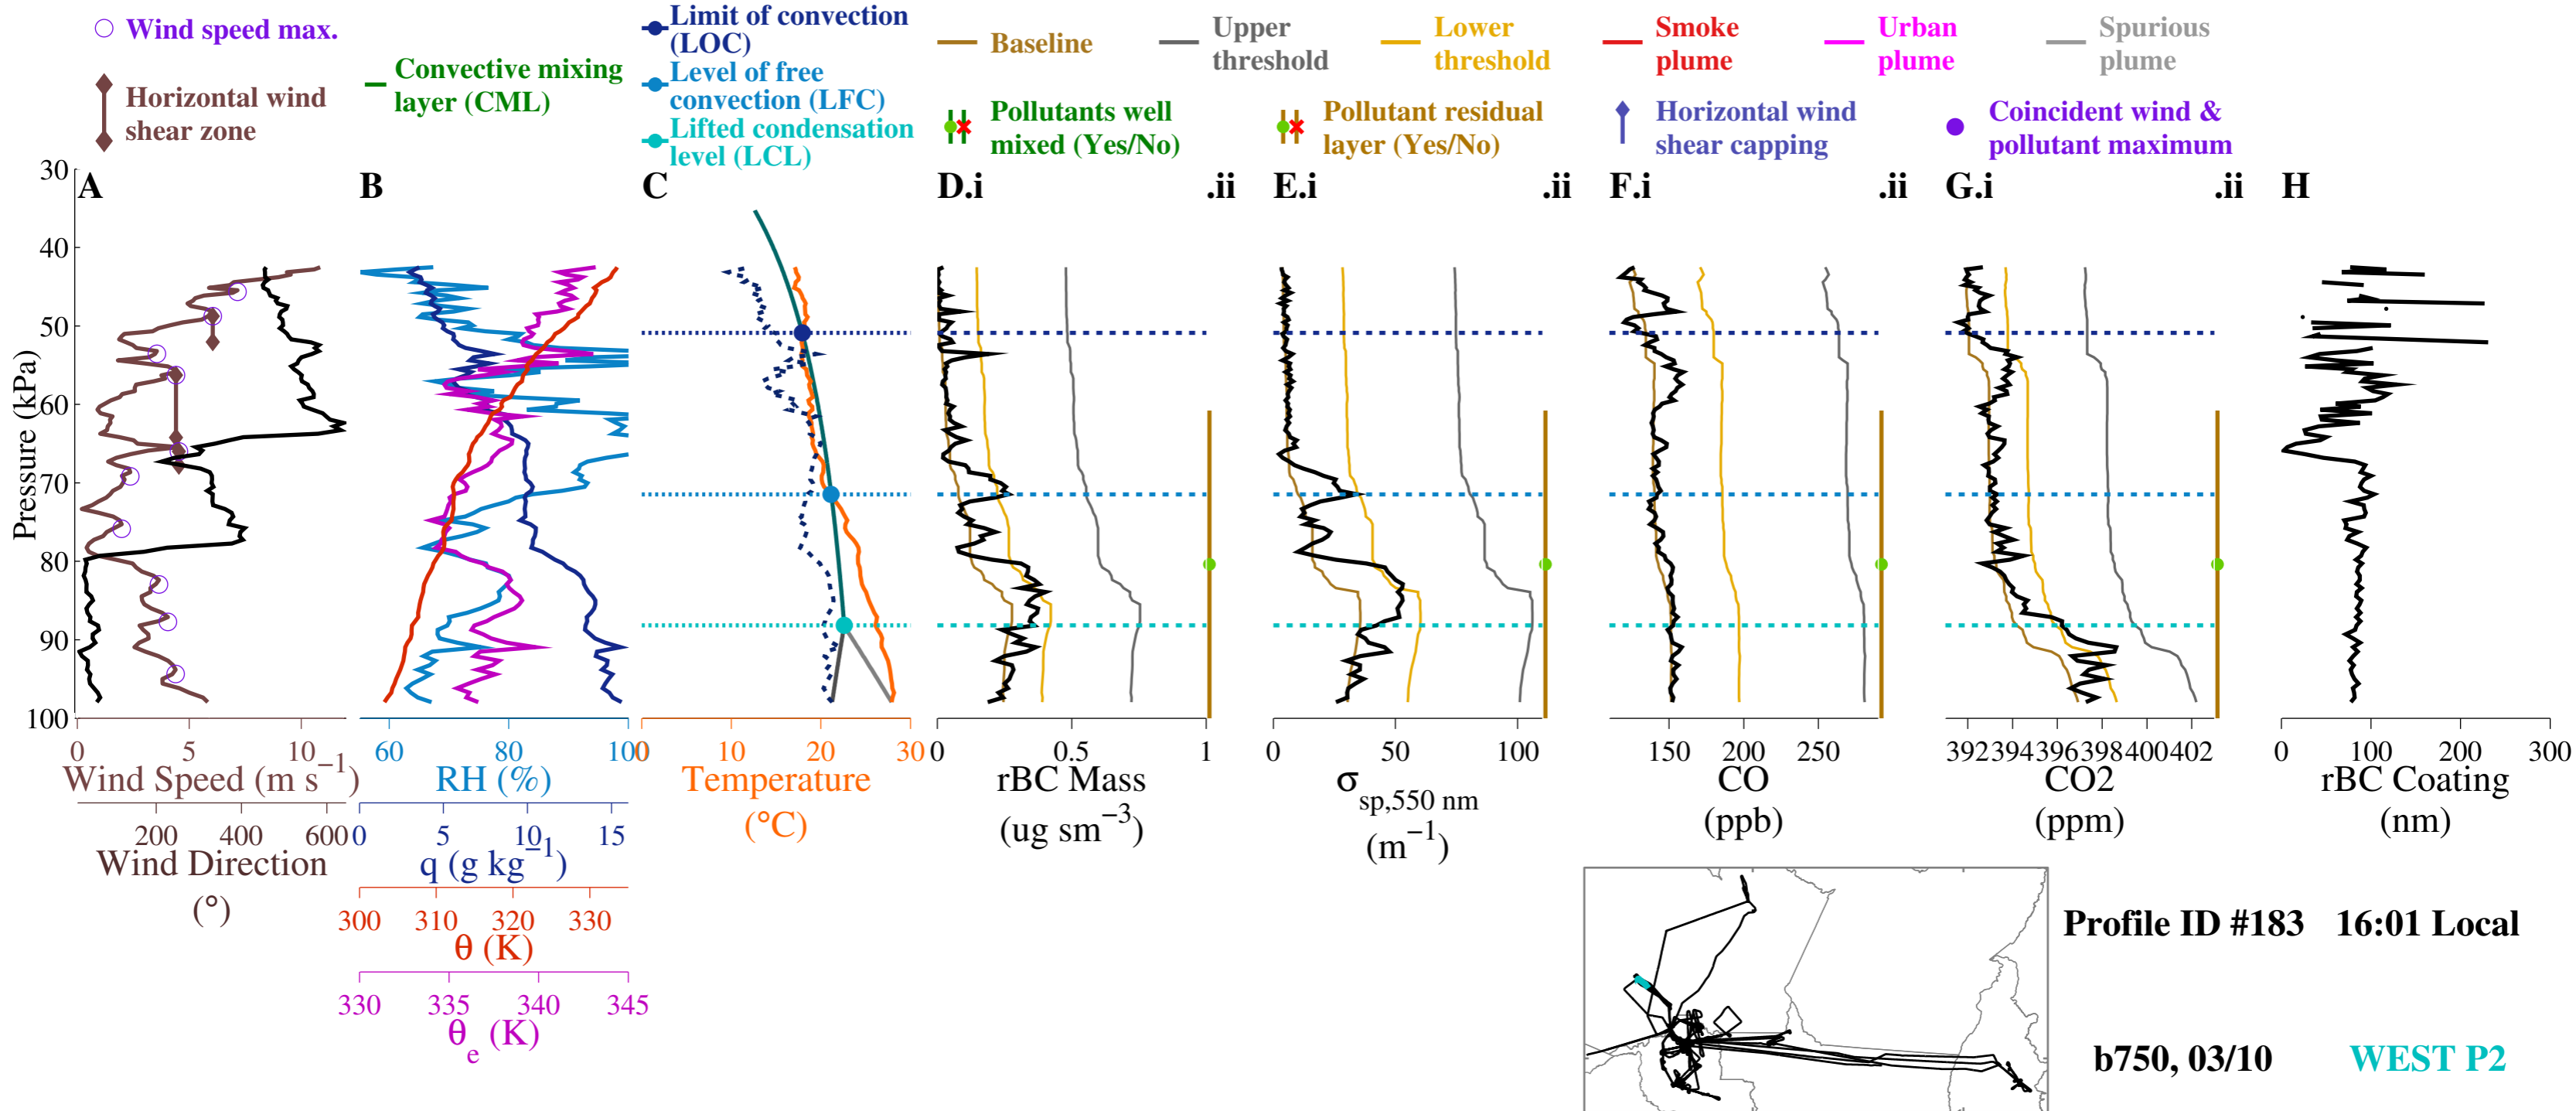 Wind speed max.
Horizontal wind
shear zone
Convective mixing
layer (CML)
Limit of convection
(LOC)
Level of free
convection (LFC)
Lifted condensation
level (LCL)
Baseline
Upper
threshold
Lower
threshold
Smoke
plume
Urban
plume
Spurious
plume
Pollutants well
mixed (Yes/No)
Pollutant residual
layer (Yes/No)
Horizontal wind
shear capping
Coincident wind &
pollutant maximum
A B C D.i .ii E.i .ii F.i .ii G.i .ii H
Pressure (kPa)
30
40
50
60
70
80
90
100
0 5 10
Wind Speed (m s−1)
200 400 600
Wind Direction
(°)
60 80 100
RH (%)
0 5 10 15
q (g kg−1)
300 310 320 330
θ (K)
330 335 340 345
θe (K)
0 10 20 30
Temperature
(°C)
0 0.5 1
rBC Mass
(ug sm−3)
0 50 100
σsp,550 nm
(m−1)
150 200 250
CO
(ppb)
392 394 396 398 400 402
CO2
(ppm)
0 100 200 300
rBC Coating
(nm)
Profile ID #183 16:01 Local
b750, 03/10 WEST P2